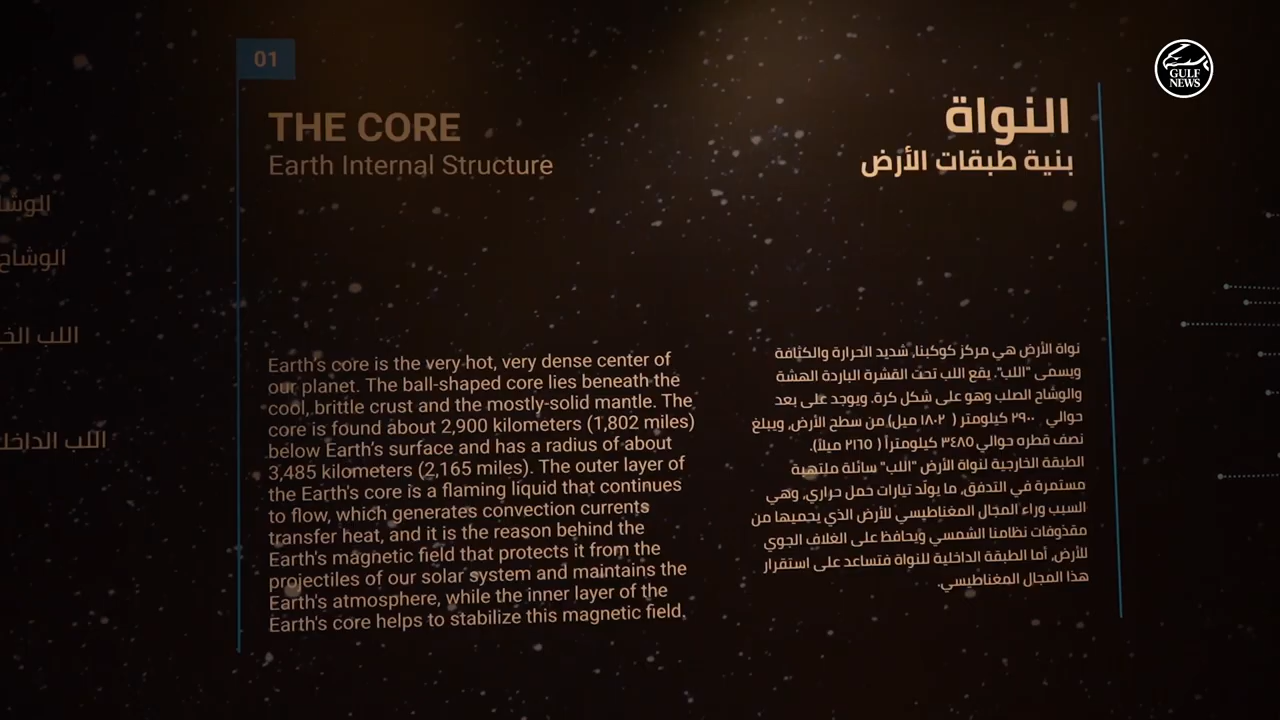 01
THE CORE
Earth Internal Structure
Earth's core is the very hot, very dense center of
our planet. The ball-shaped core lies beneath the
cool, brittle crust and the mostly-solid mantle. The
core is found about 2,900 kilometers (1,802 miles)
below Earth's surface and has a radius of about
3,485 kilometers (2,165 miles). The outer layer of
the Earth's core is a flaming liquid that continues
to flow, which generates convection currents
transfer heat, and it is the reason behind the
Earth's magnetic field that protects it from the
projectiles of our solar system and maintains the
Earth's atmosphere, while the inner layer of the
Earth's core helps to stabilize this magnetic field.
النواة
بنية طبقات الأرض
نواة الأرض هي مركز كوكبنا، شديد الحرارة والكثافة
ويسمى "اللب". يقع اللب تحت القشرة الباردة الهشة
والوشاح الصلب وهو على شكل كرة. ويوجد على بعد
حوالي ٢٩٠٠ كيلومتر ( ١٨٠٢ ميل) من سطح الأرض، ويبلغ
نصف قطره حوالي ٣٤٨٥ كيلومتراً ( ٢١٦٥ ميلاً).
الطبقة الخارجية لنواة الأرض "اللب" سائلة ملتهبة
مستمرة في التدفق، ما يولّد تيارات حمل حراري، وهي
السبب وراء المجال المغناطيسي للأرض الذي يحميها من
مقذوفات نظامنا الشمسي ويحافظ على الغلاف الجوي
للأرض، أما الطبقة الداخلية للنواة فتساعد على استقرار
هذا المجال المغناطيسي.
الوشاح
اللب
اللب
GULF
NEWS